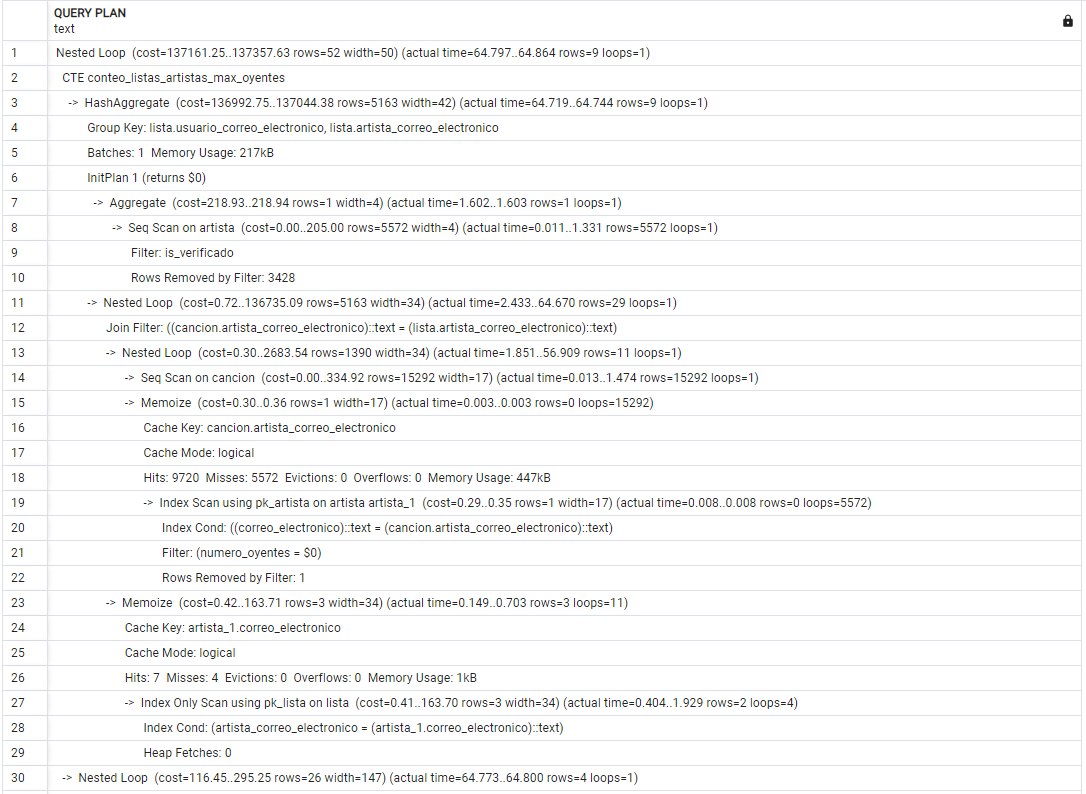 QUERY PLAN
text
1 Nested Loop (cost=137161.25..137357.63 rows=52 width=50) (actual time=64.797..64.864 rows=9 loops=1)
2 CTE conteo_listas_artistas_max_oyentes
3 -> HashAggregate (cost=136992.75..137044.38 rows=5163 width=42) (actual time=64.719..64.744 rows=9 loops=1)
4 Group Key: lista.usuario_correo_electronico, lista.artista_correo_electronico
5 Batches: 1 Memory Usage: 217kB
6 InitPlan 1 (returns $0)
7 -> Aggregate (cost=218.93..218.94 rows=1 width=4) (actual time=1.602..1.603 rows=1 loops=1)
8 -> Seq Scan on artista (cost=0.00..205.00 rows=5572 width=4) (actual time=0.011..1.331 rows=5572 loops=1)
9 Filter: is_verificado
10 Rows Removed by Filter: 3428
11 -> Nested Loop (cost=0.72..136735.09 rows=5163 width=34) (actual time=2.433..64.670 rows=29 loops=1)
12 Join Filter: ((cancion.artista_correo_electronico)::text = (lista.artista_correo_electronico)::text)
13 -> Nested Loop (cost=0.30..2683.54 rows=1390 width=34) (actual time=1.851..56.909 rows=11 loops=1)
14 -> Seq Scan on cancion (cost=0.00..334.92 rows=15292 width=17) (actual time=0.013..1.474 rows=15292 loops=1)
15 -> Memoize (cost=0.30..0.36 rows=1 width=17) (actual time=0.003..0.003 rows=0 loops=15292)
16 Cache Key: cancion.artista_correo_electronico
17 Cache Mode: logical
18 Hits: 9720 Misses: 5572 Evictions: 0 Overflows: 0 Memory Usage: 447kB
19 -> Index Scan using pk_artista on artista artista_1 (cost=0.29..0.35 rows=1 width=17) (actual time=0.008..0.008 rows=0 loops=5572)
20 Index Cond: ((correo_electronico)::text = (cancion.artista_correo_electronico)::text)
21 Filter: (numero_oyentes = $0)
22 Rows Removed by Filter: 1
23 -> Memoize (cost=0.42..163.71 rows=3 width=34) (actual time=0.149..0.703 rows=3 loops=11)
24 Cache Key: artista_1.correo_electronico
25 Cache Mode: logical
26 Hits: 7 Misses: 4 Evictions: 0 Overflows: 0 Memory Usage: 1kB
27 -> Index Only Scan using pk_lista on lista (cost=0.41..163.70 rows=3 width=34) (actual time=0.404..1.929 rows=2 loops=4)
28 Index Cond: (artista_correo_electronico = (artista_1.correo_electronico)::text)
29 Heap Fetches: 0
30 -> Nested Loop (cost=116.45..295.25 rows=26 width=147) (actual time=64.773..64.800 rows=4 loops=1)